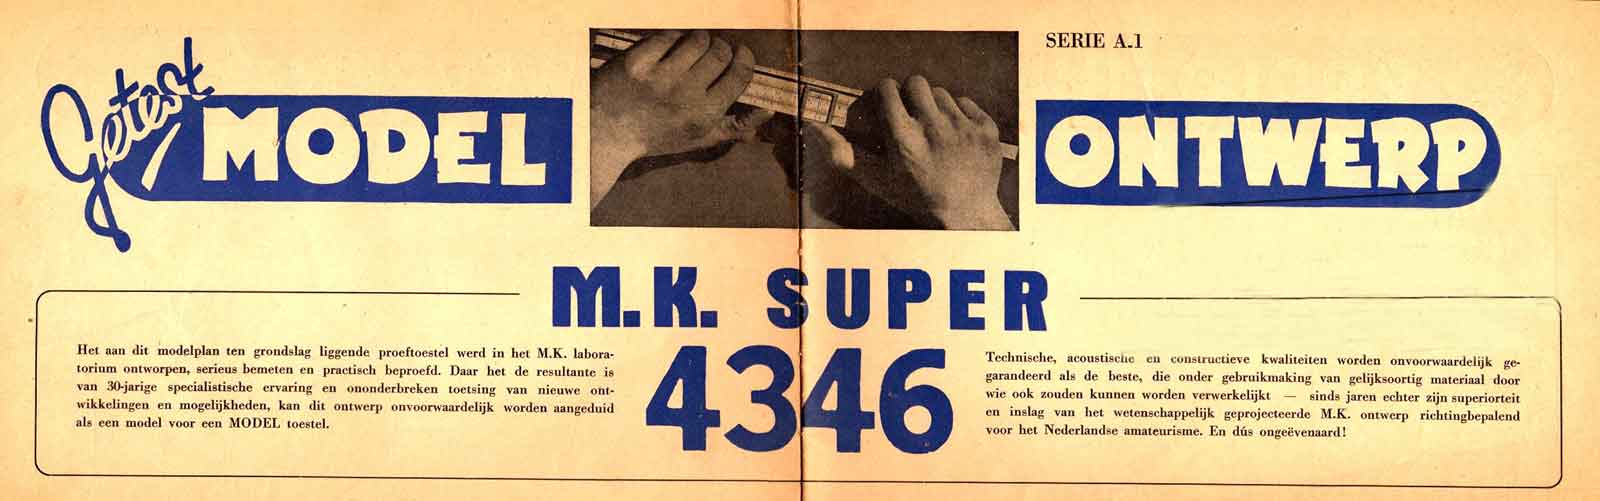 Getest
MODEL
SERIE A.1
ONTWERP
M.K. SUPER
4346
Het aan dit modelplan ten grondslag liggende proeftoestel werd in het M.K. labora-
torium ontworpen, serieus bemeten en practisch beproefd. Daar het de resultante is
van 30-jarige specialistische ervaring en ononderbreken toetsing van nieuwe ont-
wikkelingen en mogelijkheden, kan dit ontwerp onvoorwaardelijk worden aangeduid
als een model voor een MODEL toestel.
Technische, acoustische en constructieve kwaliteiten worden onvoorwaardelijk ge-
garandeerd als de beste, die onder gebruikmaking van gelijksoortig materiaal door
wie ook zouden kunnen worden verwerkelijkt — sinds jaren echter zijn superiorteit
en inslag van het wetenschappelijk geprojecteerde M.K. ontwerp richtingbepalend
voor het Nederlandse amateurisme. En dús ongeëvenaard!